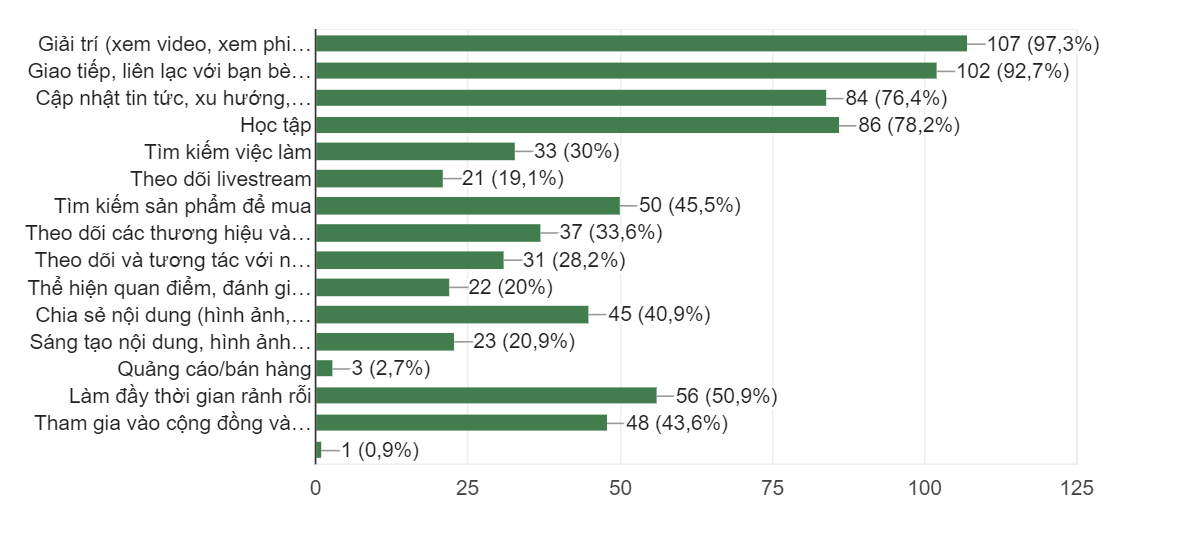 Giải trí (xem video, xem phi… 107 (97,3%)
Giao tiếp, liên lạc với bạn bè… 102 (92,7%)
Cập nhật tin tức, xu hướng,… 84 (76,4%)
Học tập 86 (78,2%)
Tìm kiếm việc làm 33 (30%)
Theo dõi livestream 21 (19,1%)
Tìm kiếm sản phẩm để mua 50 (45,5%)
Theo dõi các thương hiệu và… 37 (33,6%)
Theo dõi và tương tác với n… 31 (28,2%)
Thể hiện quan điểm, đánh gi… 22 (20%)
Chia sẻ nội dung (hình ảnh,… 45 (40,9%)
Sáng tạo nội dung, hình ảnh… 23 (20,9%)
Quảng cáo/bán hàng 3 (2,7%)
Làm đầy thời gian rảnh rỗi 56 (50,9%)
Tham gia vào cộng đồng và… 48 (43,6%)
1 (0,9%)
0 25 50 75 100 125